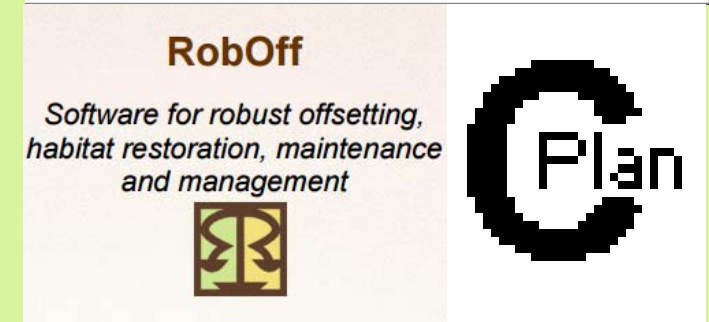 RobOff
Software for robust offsetting,
habitat restoration, maintenance
and management
C Plan